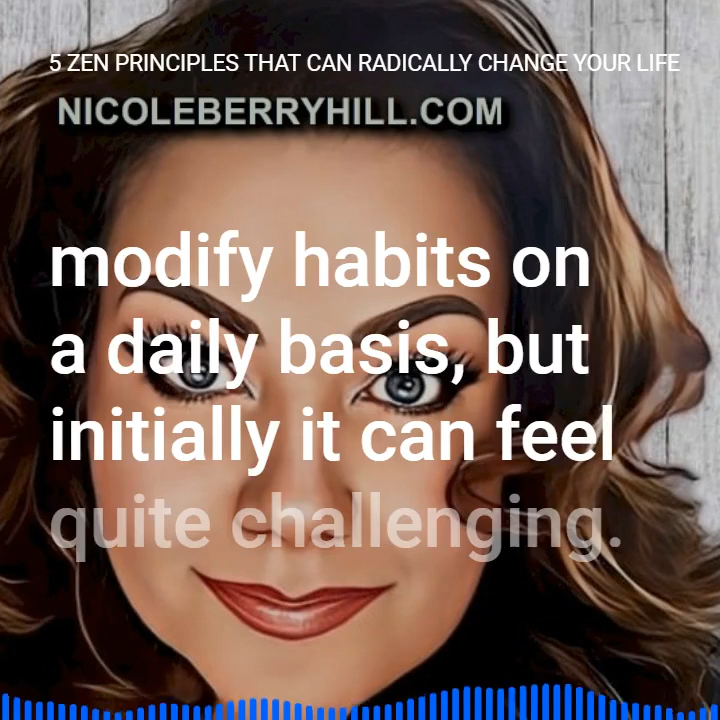 5 ZEN PRINCIPLES THAT CAN RADICALLY CHANGE YOUR LIFE
NICOLEBERRYHILL.COM
modify habits on
a daily basis, but
initially it can feel
quite challenging.